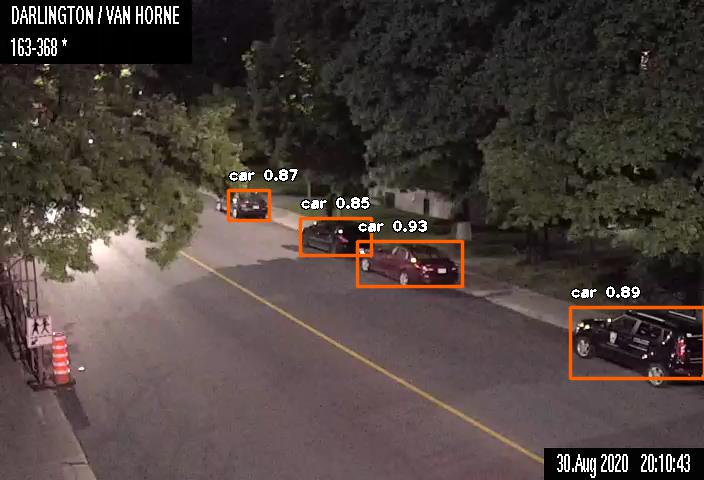 DARLINGTON / VAN HORNE
163-368 *
car 0.87
car 0.85
car 0.93
car 0.89
30.Aug 2020 20:10:43